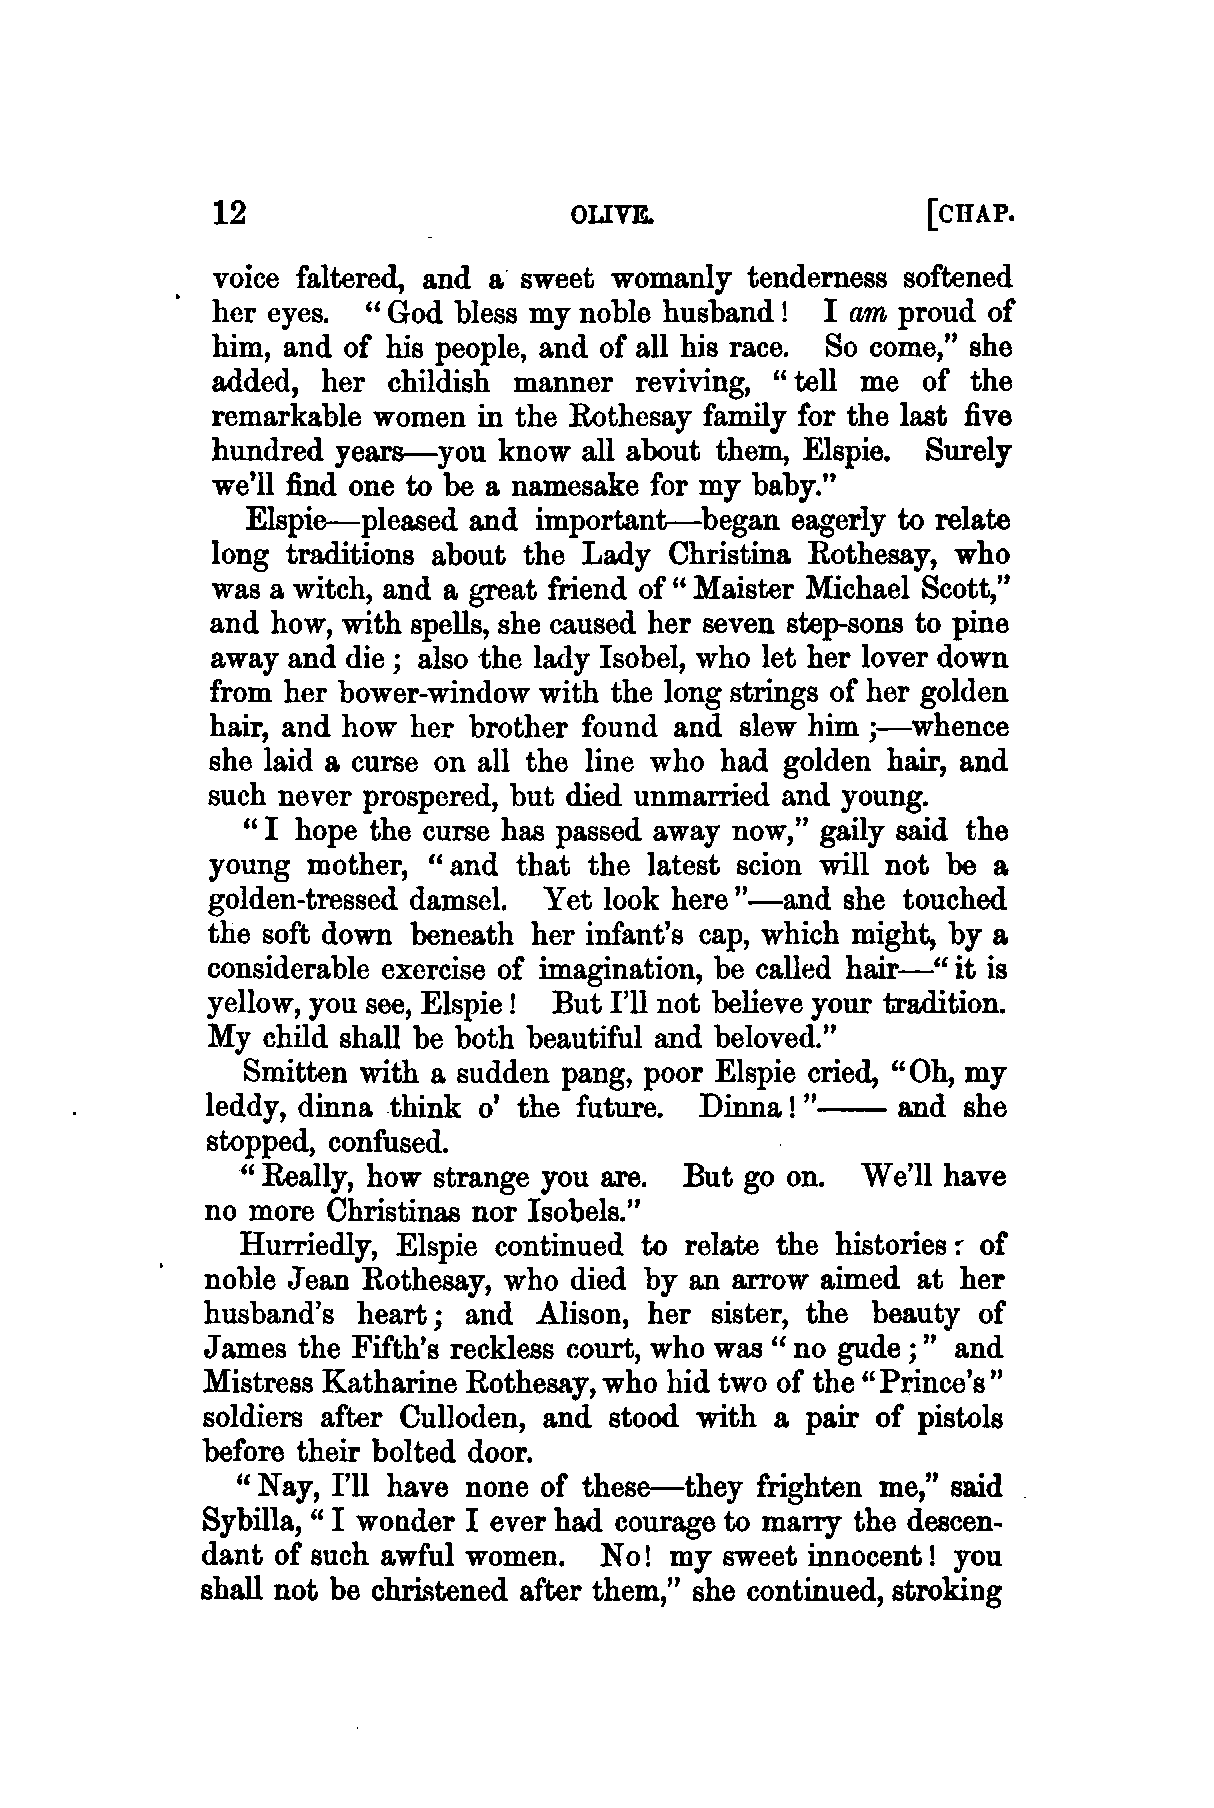 12 OLIVE. [CHAP.
voice faltered, and a sweet womanly tenderness softened
her eyes. “God bless my noble husband! I am proud of
him, and of his people, and of all his race. So come,” she
added, her childish manner reviving, “tell me of the
remarkable women in the Rothesay family for the last five
hundred years—you know all about them, Elspie. Surely
we’ll find one to be a namesake for my baby.”
Elspie—pleased and important—began eagerly to relate
long traditions about the Lady Christina Rothesay, who
was a witch, and a great friend of “Maister Michael Scott,”
and how, with spells, she caused her seven step-sons to pine
away and die; also the lady Isobel, who let her lover down
from her bower-window with the long strings of her golden
hair, and how her brother found and slew him;—whence
she laid a curse on all the line who had golden hair, and
such never prospered, but died unmarried and young.
“I hope the curse has passed away now,” gaily said the
young mother, “and that the latest scion will not be a
golden-tressed damsel. Yet look here”—and she touched
the soft down beneath her infant’s cap, which might, by a
considerable exercise of imagination, be called hair—“it is
yellow, you see, Elspie! But I’ll not believe your tradition.
My child shall be both beautiful and beloved.”
Smitten with a sudden pang, poor Elspie cried, “Oh, my
leddy, dinna think o’ the future. Dinna!”—— and she
stopped, confused.
“Really, how strange you are. But go on. We’ll have
no more Christinas nor Isobels.”
Hurriedly, Elspie continued to relate the histories: of
noble Jean Rothesay, who died by an arrow aimed at her
husband’s heart; and Alison, her sister, the beauty of
James the Fifth’s reckless court, who was “no gude;” and
Mistress Katharine Rothesay, who hid two of the “Prince’s”
soldiers after Culloden, and stood with a pair of pistols
before their bolted door.
“Nay, I’ll have none of these—they frighten me,” said
Sybilla, “I wonder I ever had courage to marry the descen-
dant of such awful women. No! my sweet innocent! you
shall not be christened after them,” she continued, stroking